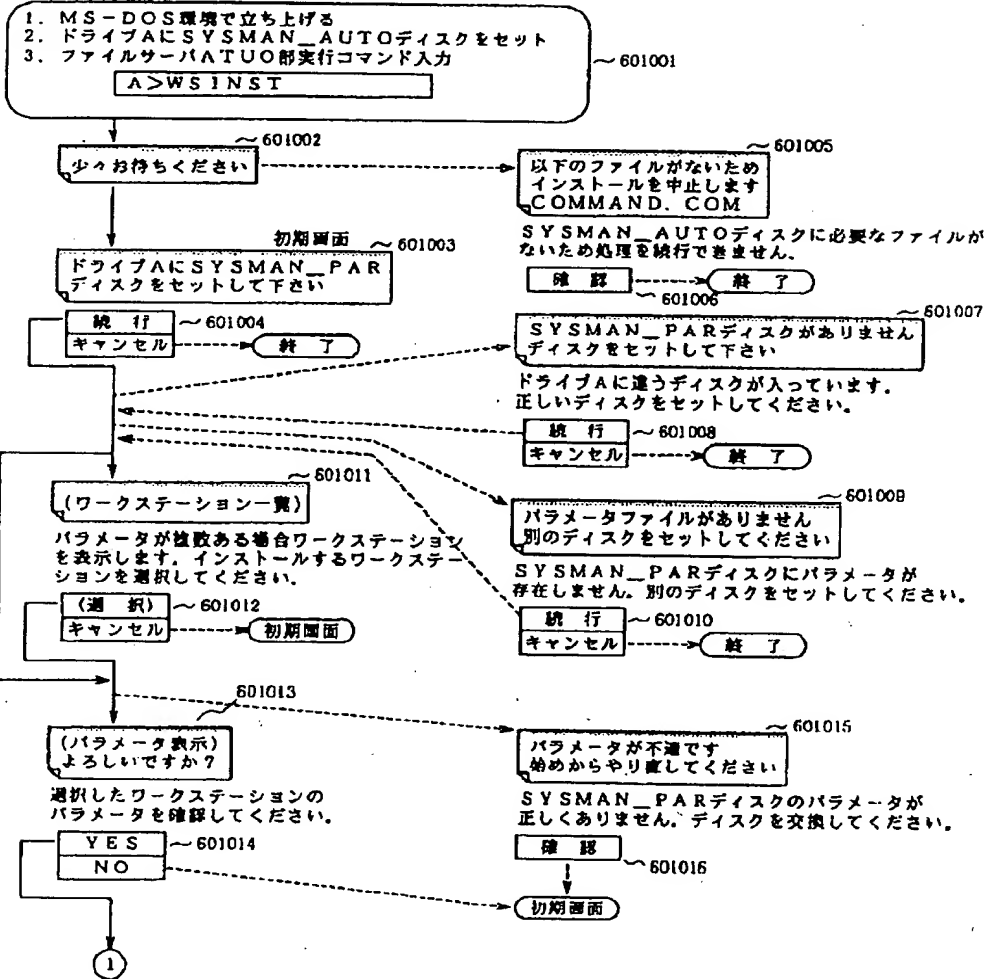 1. MS-DOS環境で立ち上げる
2. ドライブAにSYSMAN_AUTOディスクをセット
3. ファイルサーバATUO部実行コマンド入力
A>WSINST
601001
601002
少々お待ちください
601005
以下のファイルがないため
インストールを中止します
COMMAND. COM
SYSMAN_AUTOディスクに必要なファイルが
ないため処理を続行できません。
確 認
終 了
601006
初期画面
601003
ドライブAにSYSMAN_PAR
ディスクをセットして下さい
続 行
601004
キャンセル
終 了
601007
SYSMAN_PARディスクがありません
ディスクをセットして下さい
ドライブAに違うディスクが入っています。
正しいディスクをセットしてください。
続 行
601008
キャンセル
終 了
601011
(ワークステーション一覧)
パラメータが複数ある場合ワークステーション
を表示します。インストールするワークステー
ションを選択してください。
(選 択)
601012
キャンセル
初期画面
601009
パラメータファイルがありません
別のディスクをセットしてください
SYSMAN_PARディスクにパラメータが
存在しません。別のディスクをセットしてください。
続 行
601010
キャンセル
終 了
601013
(パラメータ表示)
よろしいですか?
選択したワークステーションの
パラメータを確認してください。
YES
601014
NO
601015
パラメータが不適です
始めからやり直してください
SYSMAN_PARディスクのパラメータが
正しくありません。ディスクを交換してください。
確 認
601016
初期画面
1